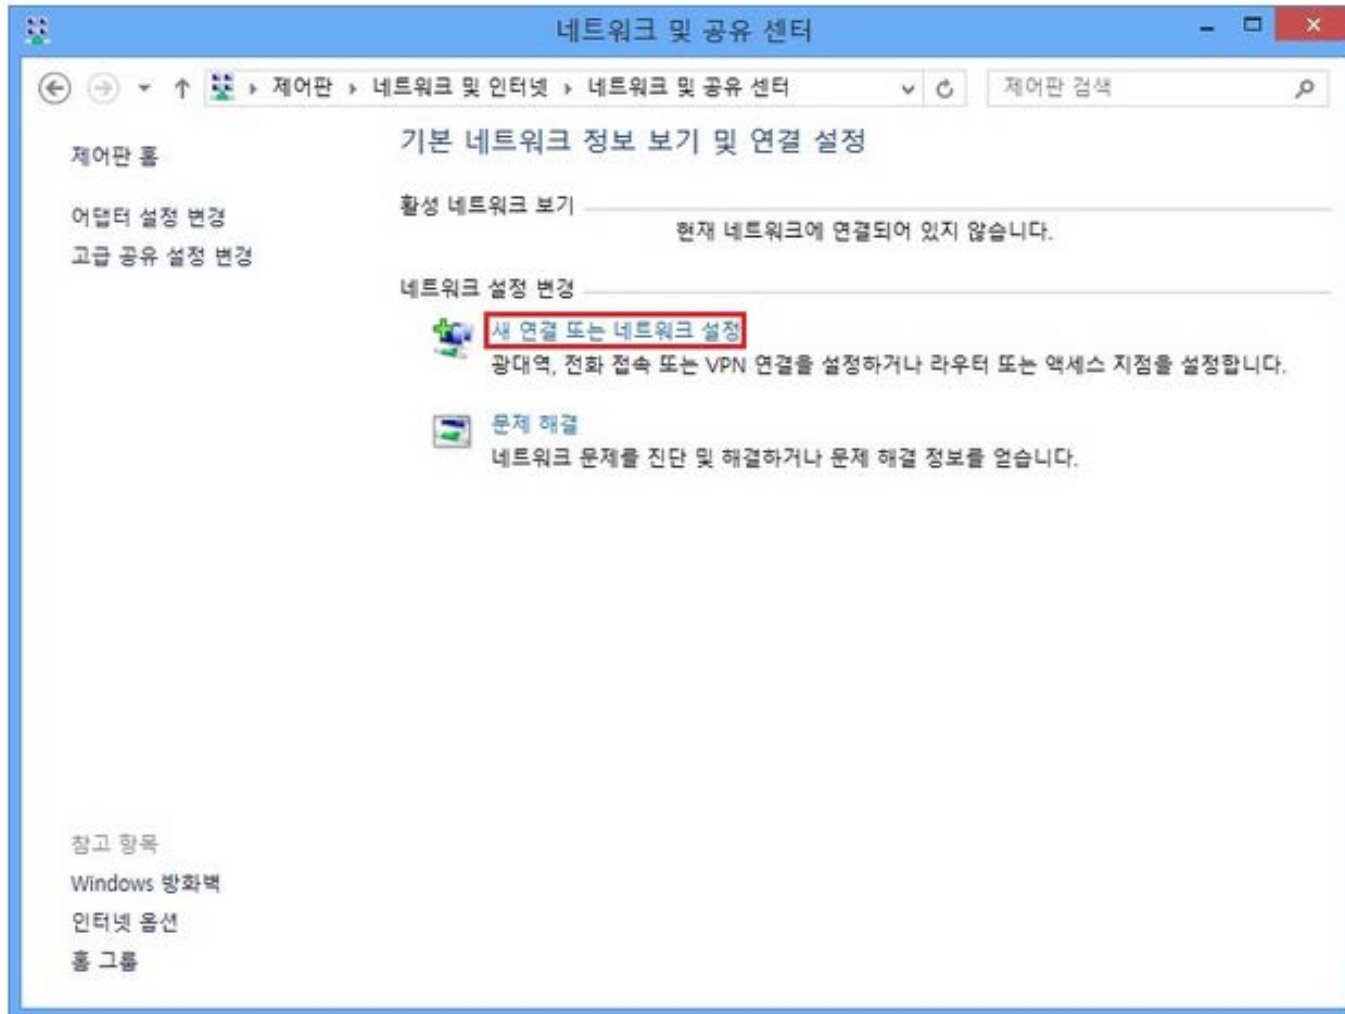 네트워크 및 공유 센터
제어판 네트워크 및 인터넷 네트워크 및 공유 센터
제어판 검색
제어판 홈
어댑터 설정 변경
고급 공유 설정 변경
기본 네트워크 정보 보기 및 연결 설정
활성 네트워크 보기
현재 네트워크에 연결되어 있지 않습니다.
네트워크 설정 변경
새 연결 또는 네트워크 설정
광대역, 전화 접속 또는 VPN 연결을 설정하거나 라우터 또는 액세스 지점을 설정합니다.
문제 해결
네트워크 문제를 진단 및 해결하거나 문제 해결 정보를 얻습니다.
참고 항목
Windows 방화벽
인터넷 옵션
홈 그룹